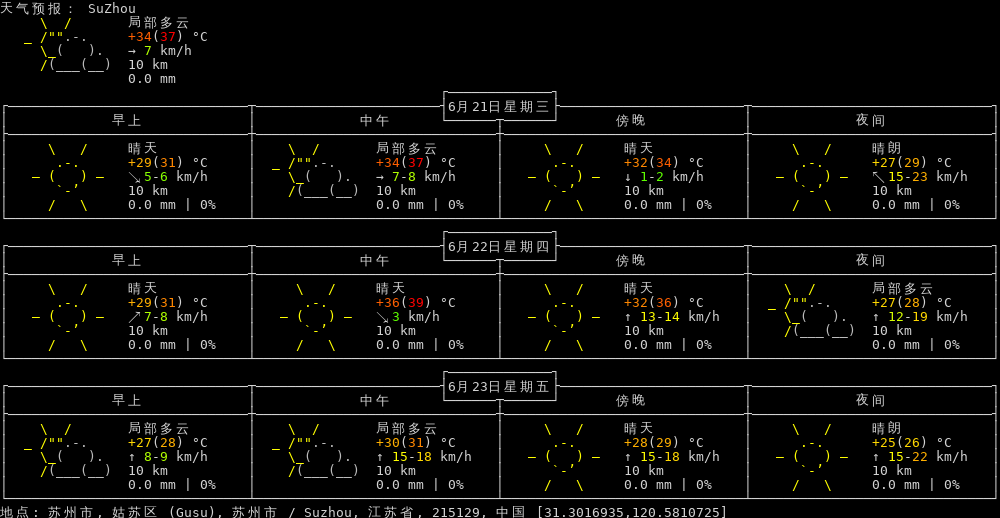 天气预报: SuZhou
局部多云
+34(37) °C
→ 7 km/h
10 km
0.0 mm
6月21日星期三
早上 中午 傍晚 夜间
晴天 局部多云 晴天 晴朗
+29(31) °C +34(37) °C +32(34) °C +27(29) °C
↘ 5-6 km/h → 7-8 km/h ↓ 1-2 km/h ↖ 15-23 km/h
10 km 10 km 10 km 10 km
0.0 mm | 0% 0.0 mm | 0% 0.0 mm | 0% 0.0 mm | 0%
6月22日星期四
早上 中午 傍晚 夜间
晴天 晴天 晴天 局部多云
+29(31) °C +36(39) °C +32(36) °C +27(28) °C
↗ 7-8 km/h ↘ 3 km/h ↑ 13-14 km/h ↑ 12-19 km/h
10 km 10 km 10 km 10 km
0.0 mm | 0% 0.0 mm | 0% 0.0 mm | 0% 0.0 mm | 0%
6月23日星期五
早上 中午 傍晚 夜间
局部多云 局部多云 晴天 晴朗
+27(28) °C +30(31) °C +28(29) °C +25(26) °C
↑ 8-9 km/h ↑ 15-18 km/h ↑ 15-18 km/h ↑ 15-22 km/h
10 km 10 km 10 km 10 km
0.0 mm | 0% 0.0 mm | 0% 0.0 mm | 0% 0.0 mm | 0%
地点: 苏州市, 姑苏区 (Gusu), 苏州市 / Suzhou, 江苏省, 215129, 中国 [31.3016935,120.5810725]